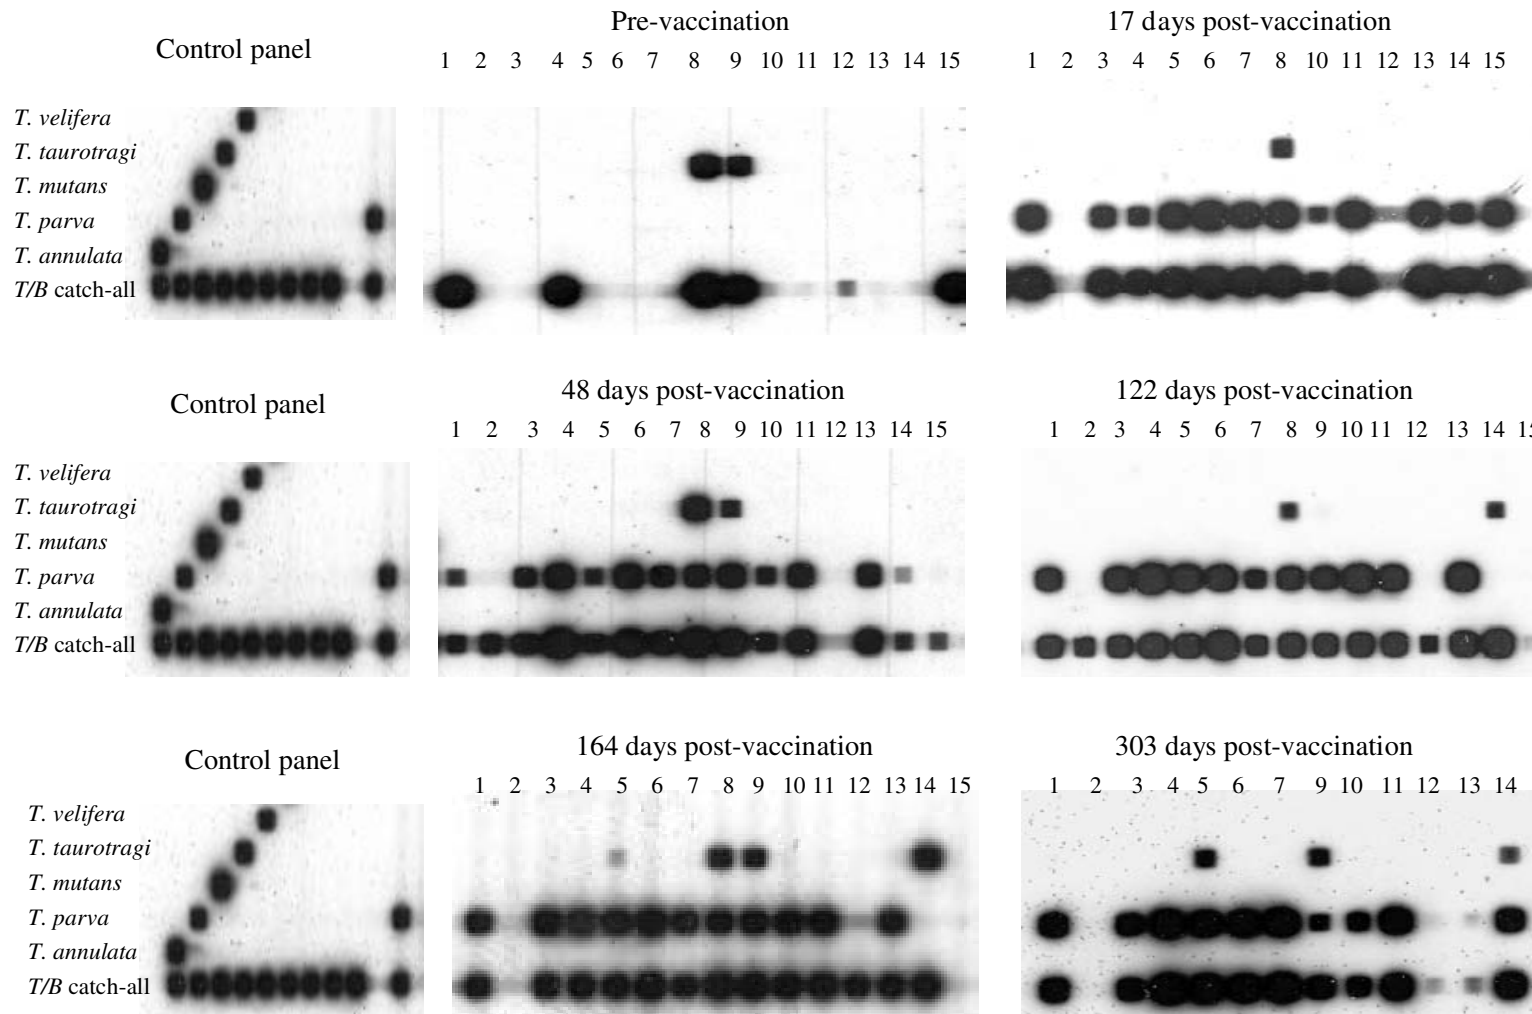 Pre-vaccination
17 days post-vaccination
Control panel
1 2 3 4 5 6 7 8 9 10 11 12 13 14 15
1 2 3 4 5 6 7 8 10 11 12 13 14 15
T. velifera
T. taurotragi
T. mutans
T. parva
T. annulata
T/B catch-all
48 days post-vaccination
122 days post-vaccination
Control panel
1 2 3 4 5 6 7 8 9 10 11 12 13 14 15
1 2 3 4 5 6 7 8 9 10 11 12 13 14 15
T. velifera
T. taurotragi
T. mutans
T. parva
T. annulata
T/B catch-all
164 days post-vaccination
303 days post-vaccination
Control panel
1 2 3 4 5 6 7 8 9 10 11 12 13 14 15
1 2 3 4 5 6 7 9 10 11 12 13 14
T. velifera
T. taurotragi
T. mutans
T. parva
T. annulata
T/B catch-all